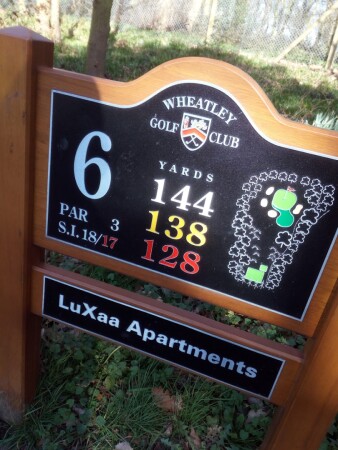 WHEATLEY
GOLF CLUB
6
YARDS
144
PAR 3
138
S.I. 18/17
128
LuXaa Apartments